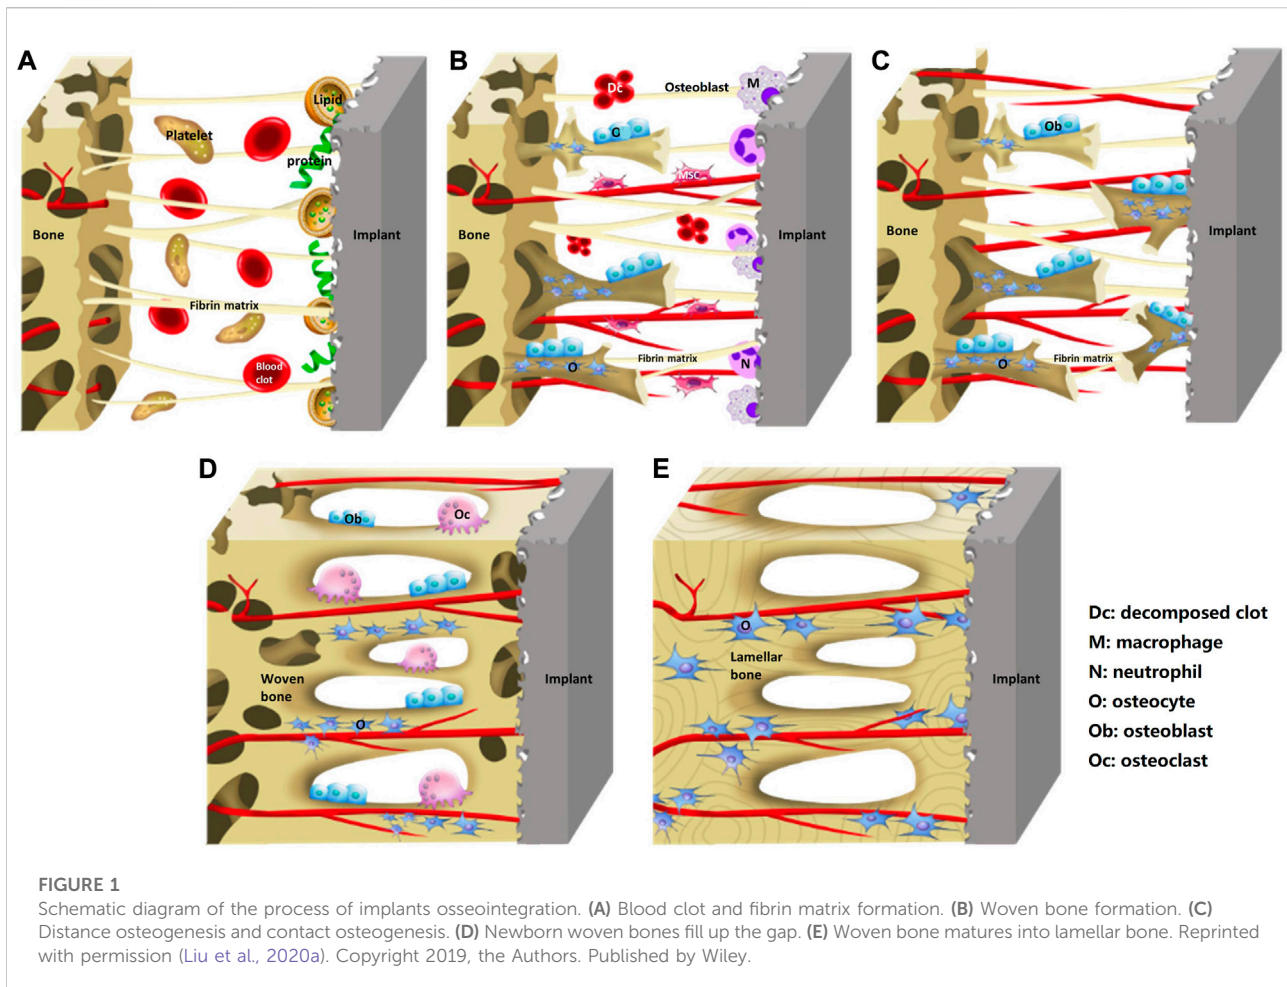 A
Lipid
Platelet
protein
Bone
Implant
Fibrin matrix
Blood
clot
B
Dc
Osteoblast
M
O
MSC
Implant
Fibrin matrix
O
N
C
Ob
Bone
Implant
Fibrin matrix
O
D
Ob
Oc
Woven
bone
Implant
O
E
O
Lamellar
bone
Implant
Dc: decomposed clot
M: macrophage
N: neutrophil
O: osteocyte
Ob: osteoblast
Oc: osteoclast
FIGURE 1
Schematic diagram of the process of implants osseointegration. (A) Blood clot and fibrin matrix formation. (B) Woven bone formation. (C)
Distance osteogenesis and contact osteogenesis. (D) Newborn woven bones fill up the gap. (E) Woven bone matures into lamellar bone. Reprinted
with permission (Liu et al., 2020a). Copyright 2019, the Authors. Published by Wiley.